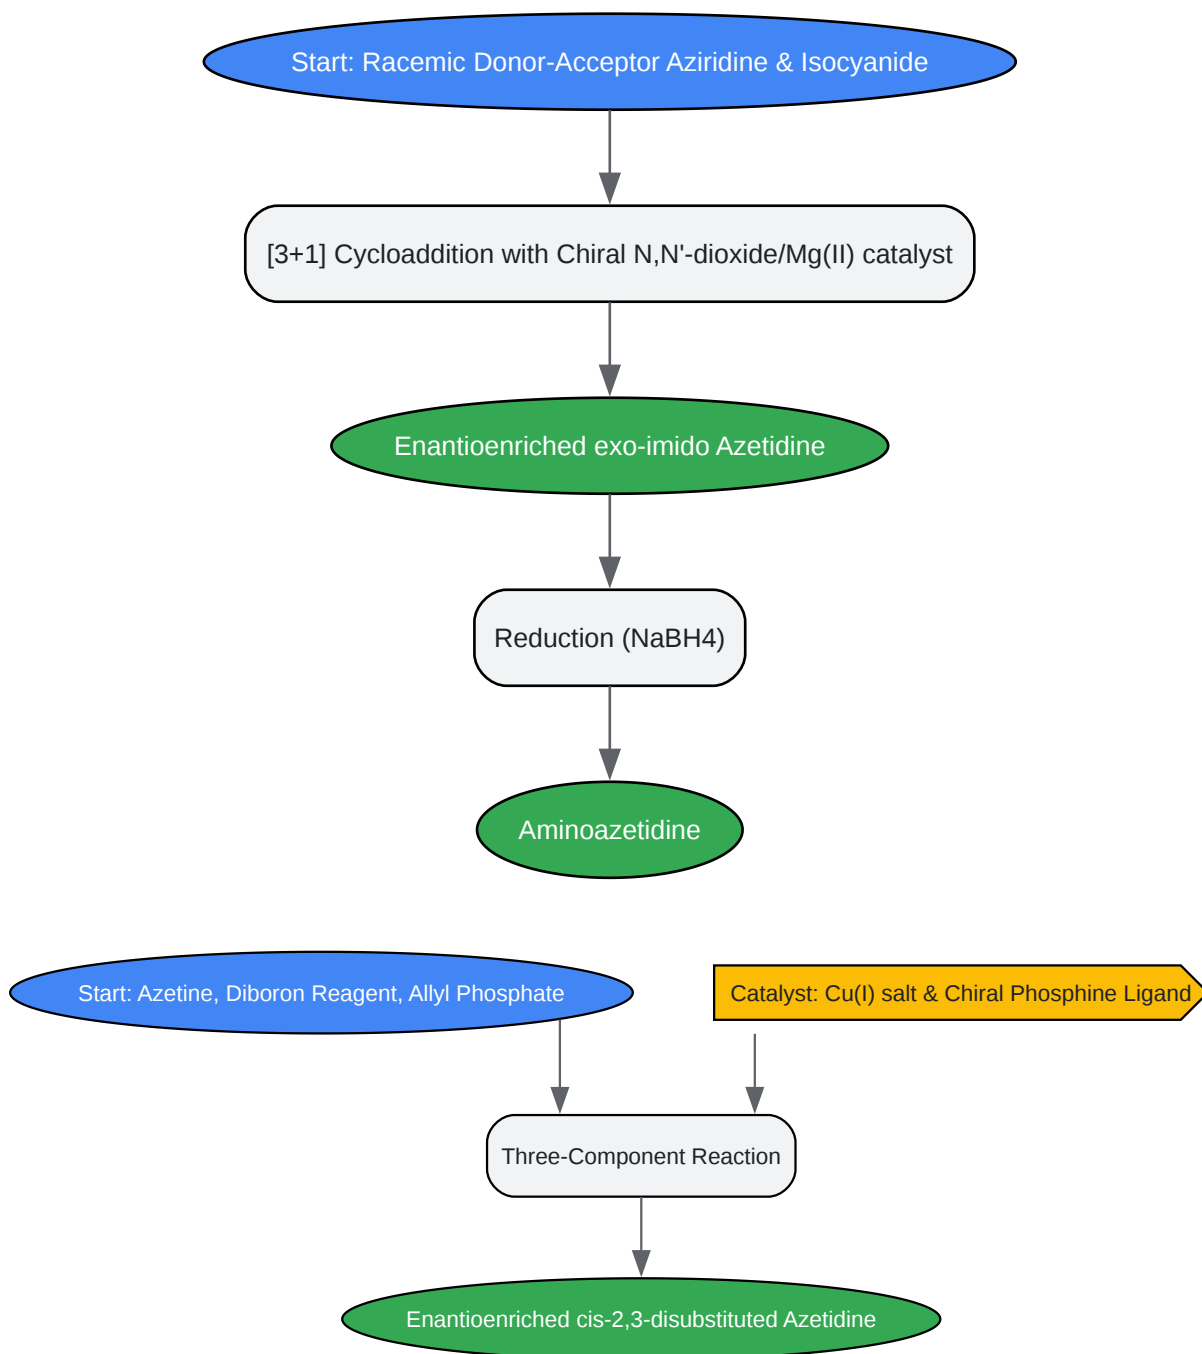 Start: Racemic Donor-Acceptor Aziridine & Isocyanide
[3+1] Cycloaddition with Chiral N,N'-dioxide/Mg(II) catalyst
Enantioenriched exo-imido Azetidine
Reduction (NaBH4)
Aminoazetidine
Start: Azetine, Diboron Reagent, Allyl Phosphate
Catalyst: Cu(I) salt & Chiral Phosphine Ligand
Three-Component Reaction
Enantioenriched cis-2,3-disubstituted Azetidine